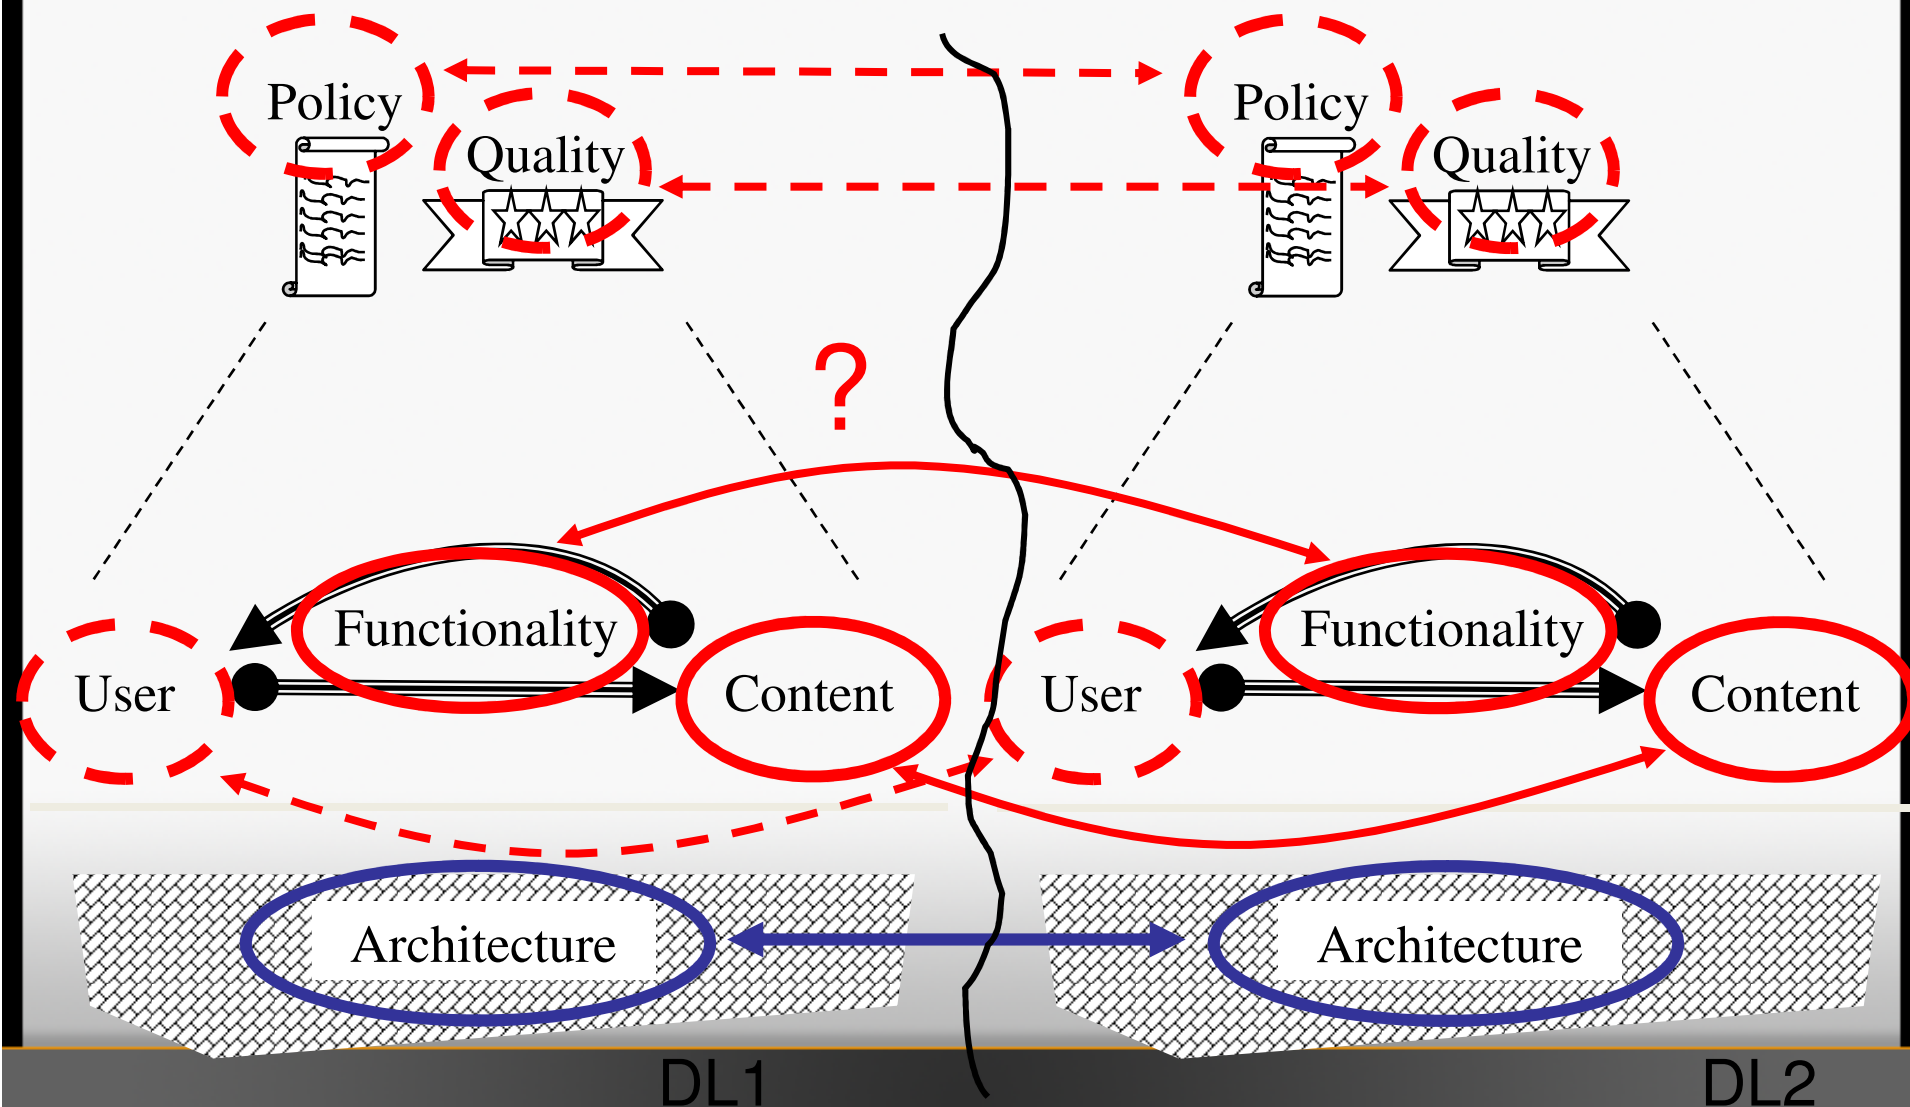 Policy
Quality
Policy
Quality
?
Functionality
User
Content
Functionality
User
Content
Architecture
Architecture
DL1
DL2